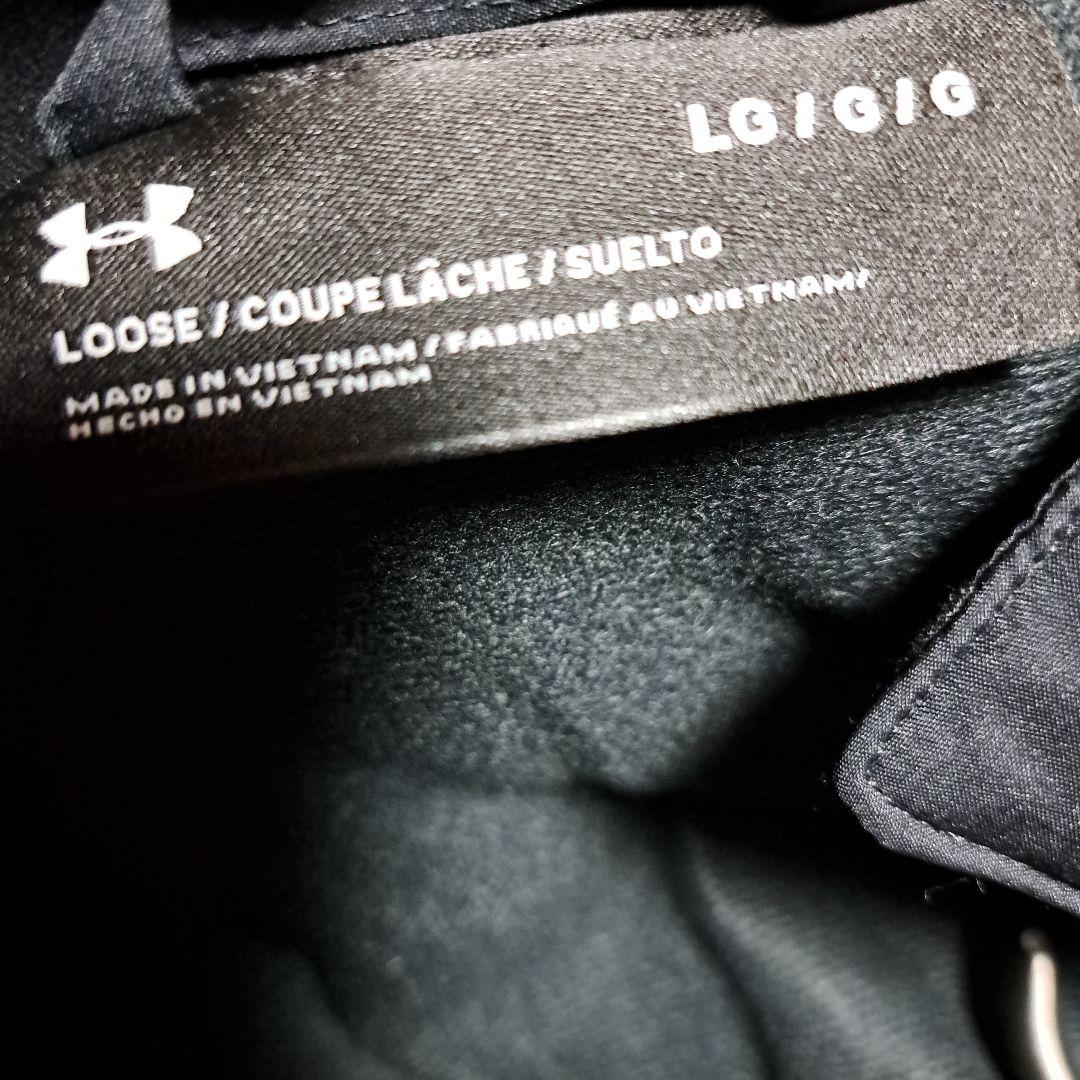 LG / G / G
LOOSE / COUPE LÂCHE / SUELTO
MADE IN VIETNAM / FABRIQUÉ AU VIETNAM/
HECHO EN VIETNAM